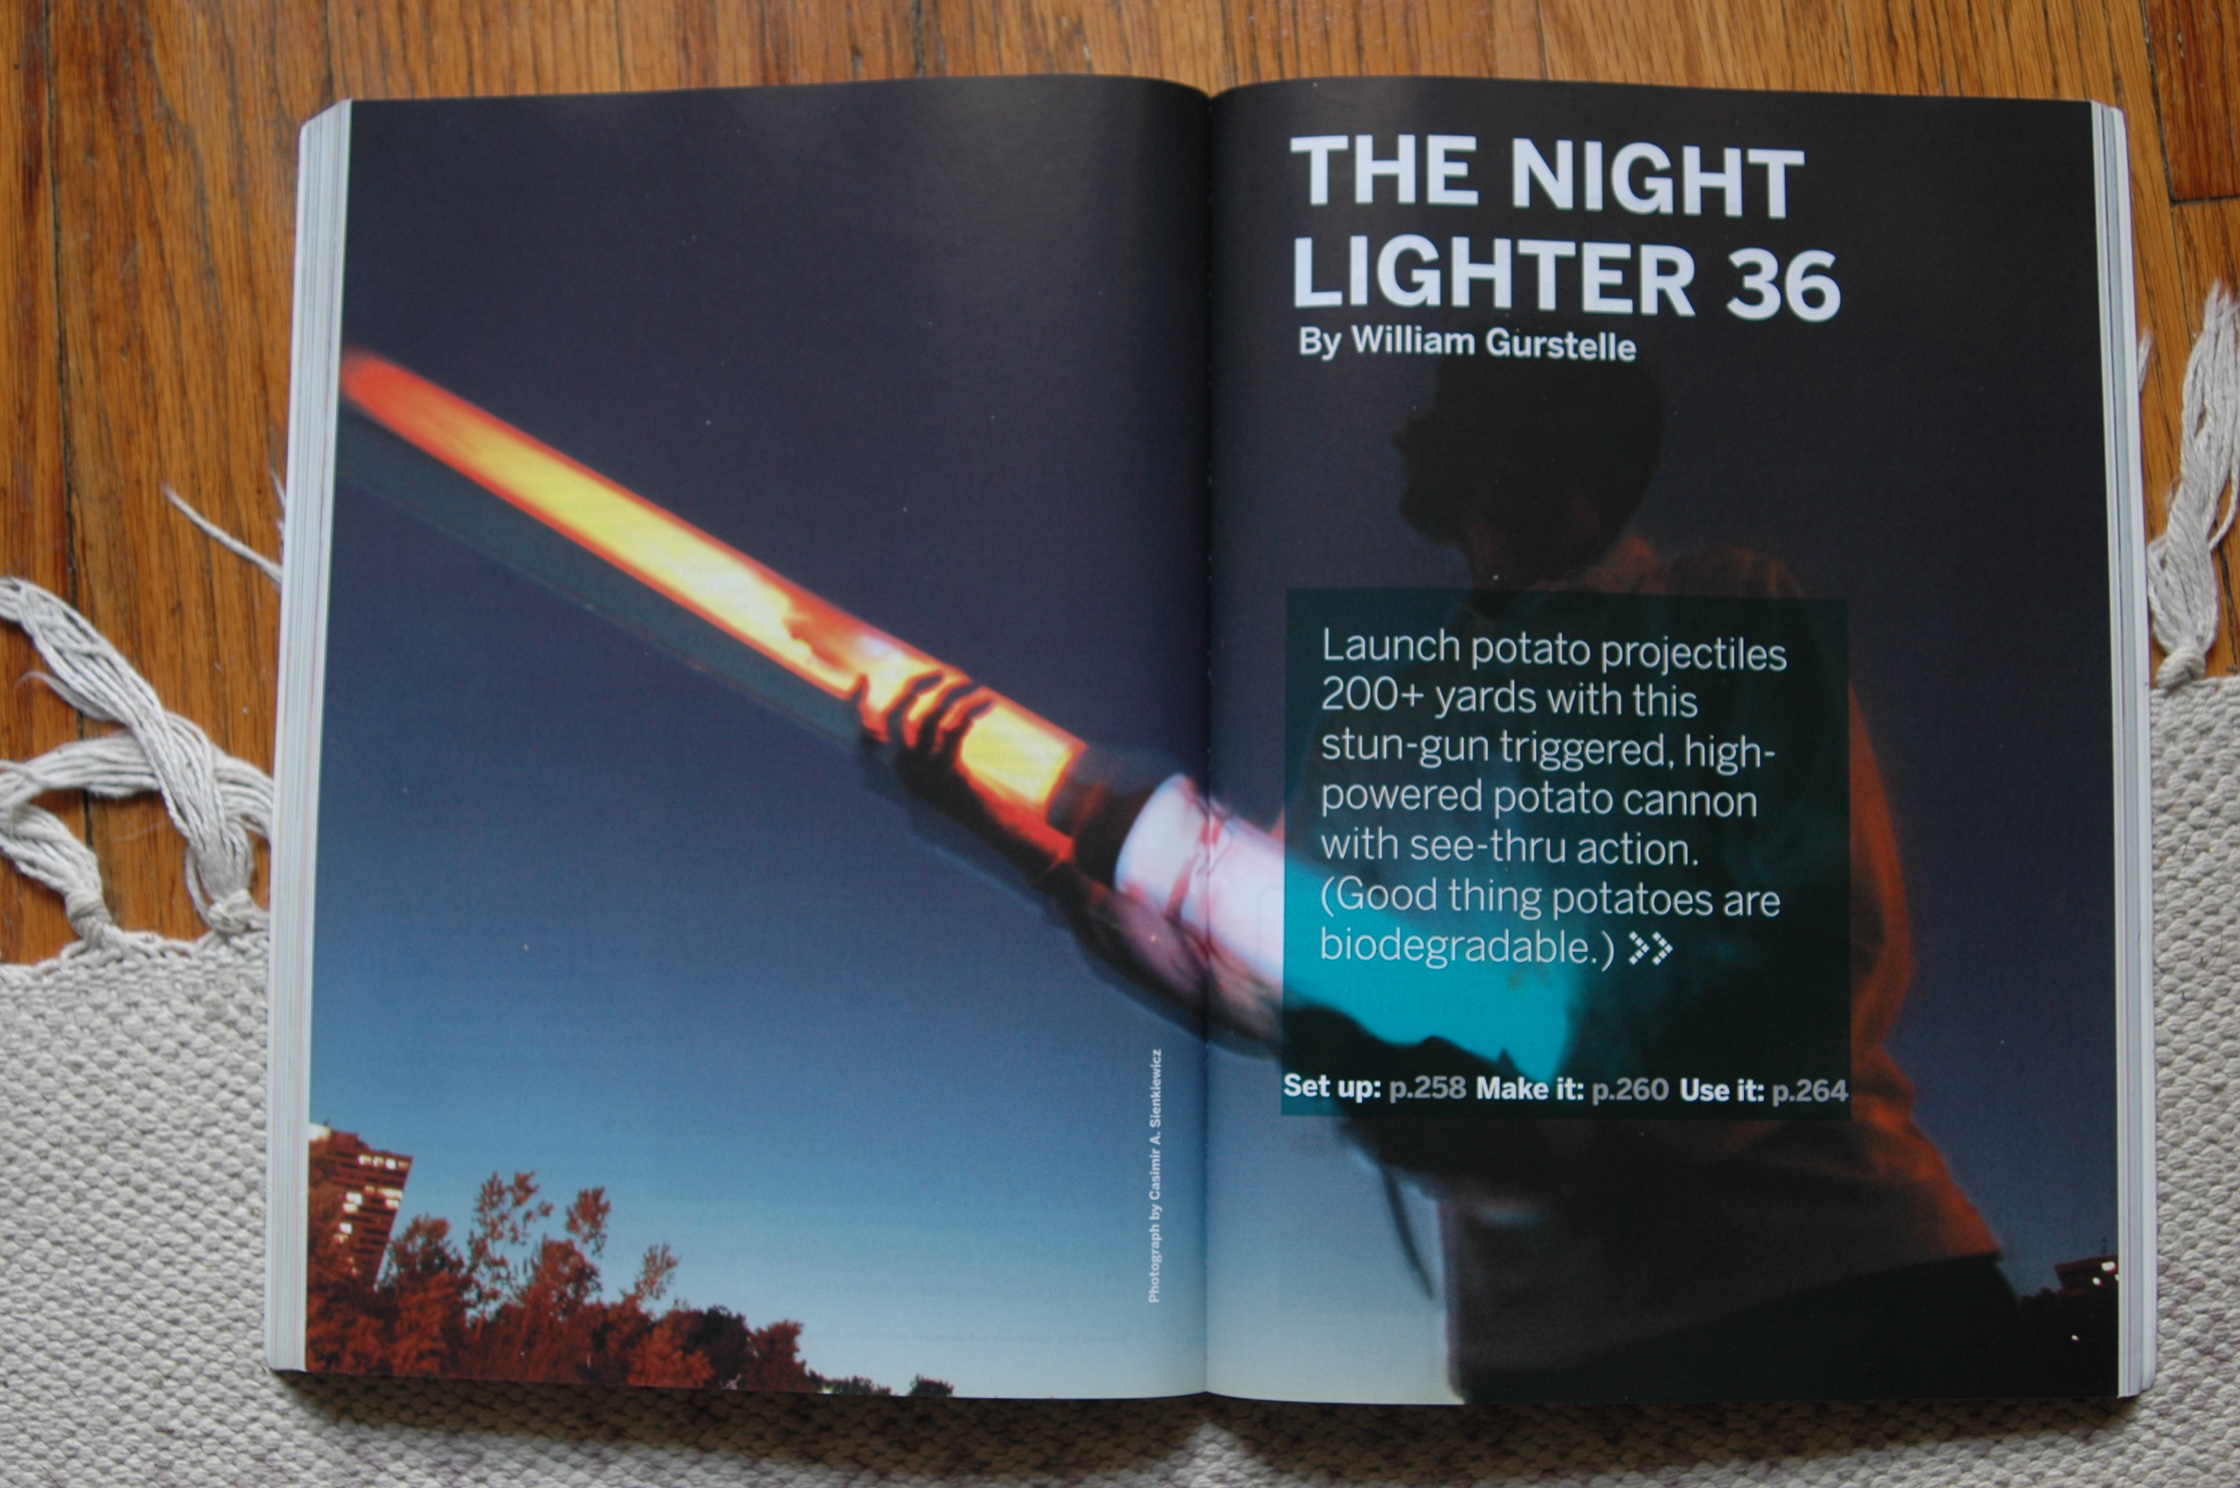 THE NIGHT
LIGHTER 36
By William Gurstelle
Launch potato projectiles
200+ yards with this
stun-gun triggered, high-
powered potato cannon
with see-thru action.
(Good thing potatoes are
biodegradable.) >>
Set up: p.258 Make it: p.260 Use it: p.264
Photograph by Casimir A. Sienkiewicz